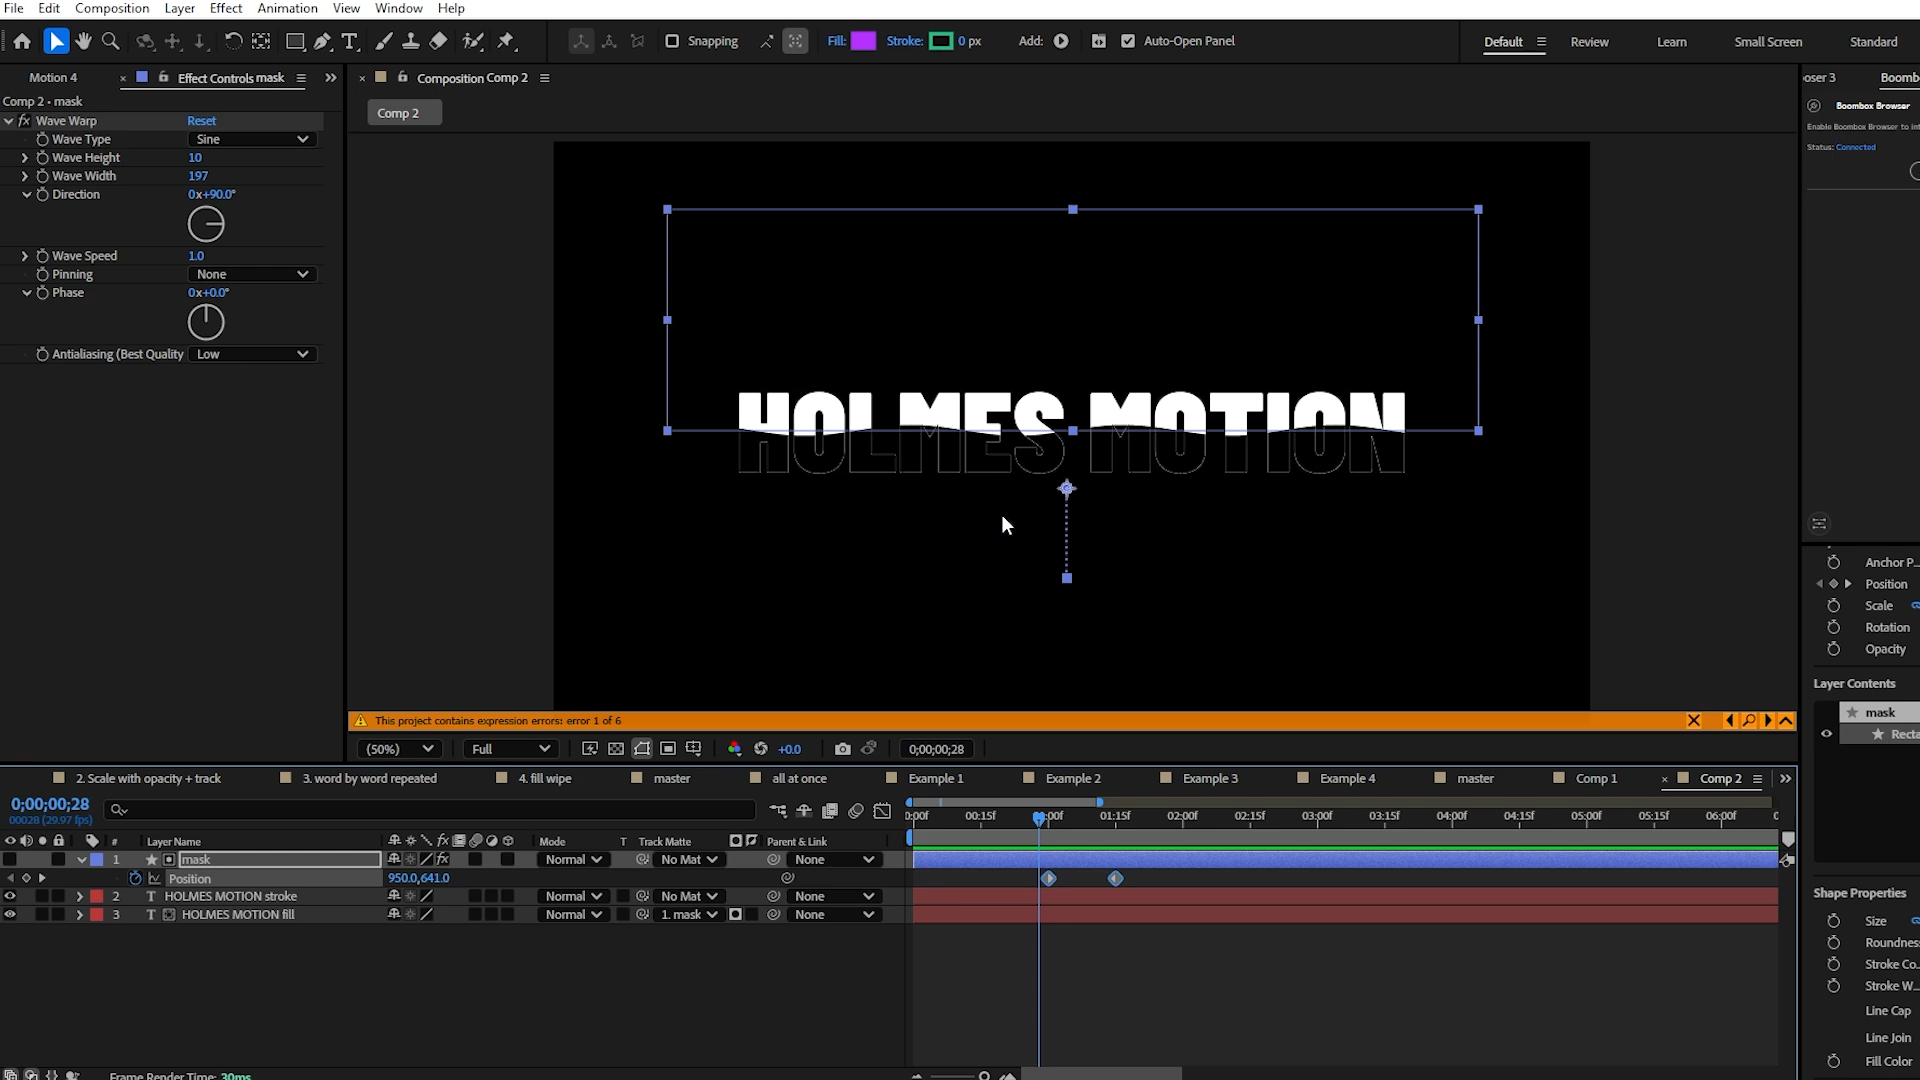 File Edit Composition Layer Effect Animation View Window Help
Snapping Fill: Stroke: 0 px Add: Auto-Open Panel Default Review Learn Small Screen Standard
Motion 4 Effect Controls mask Composition Comp 2 oser 3 Boomb
Comp 2 • mask
Comp 2
Boombox Browser
fx Wave Warp Reset
Enable Boombox Browser to int
Wave Type Sine
Status: Connected
Wave Height 10
Wave Width 197
Direction 0x+90.0°
Wave Speed 1.0
Pinning None
Phase 0x+0.0°
Antialiasing (Best Quality Low
HOLMES MOTION
Anchor P...
Position
Scale
Rotation
Opacity
Layer Contents
mask
Recta
This project contains expression errors: error 1 of 6
(50%) Full +0.0 0;00;00;28
2. Scale with opacity + track 3. word by word repeated 4. fill wipe master all at once Example 1 Example 2 Example 3 Example 4 master Comp 1 Comp 2
0;00;00;28
00028 (29.97 fps)
0:00f 00:15f 0:00f 01:15f 02:00f 02:15f 03:00f 03:15f 04:00f 04:15f 05:00f 05:15f 06:00f
# Layer Name fx Mode T Track Matte Parent & Link
1 mask fx Normal No Mat None
Position 950.0,641.0
2 T HOLMES MOTION stroke Normal No Mat None
3 T HOLMES MOTION fill Normal 1. mask None
Shape Properties
Size
Roundnes
Stroke Co...
Stroke W...
Line Cap
Line Join
Fill Color
Frame Render Time: 30ms